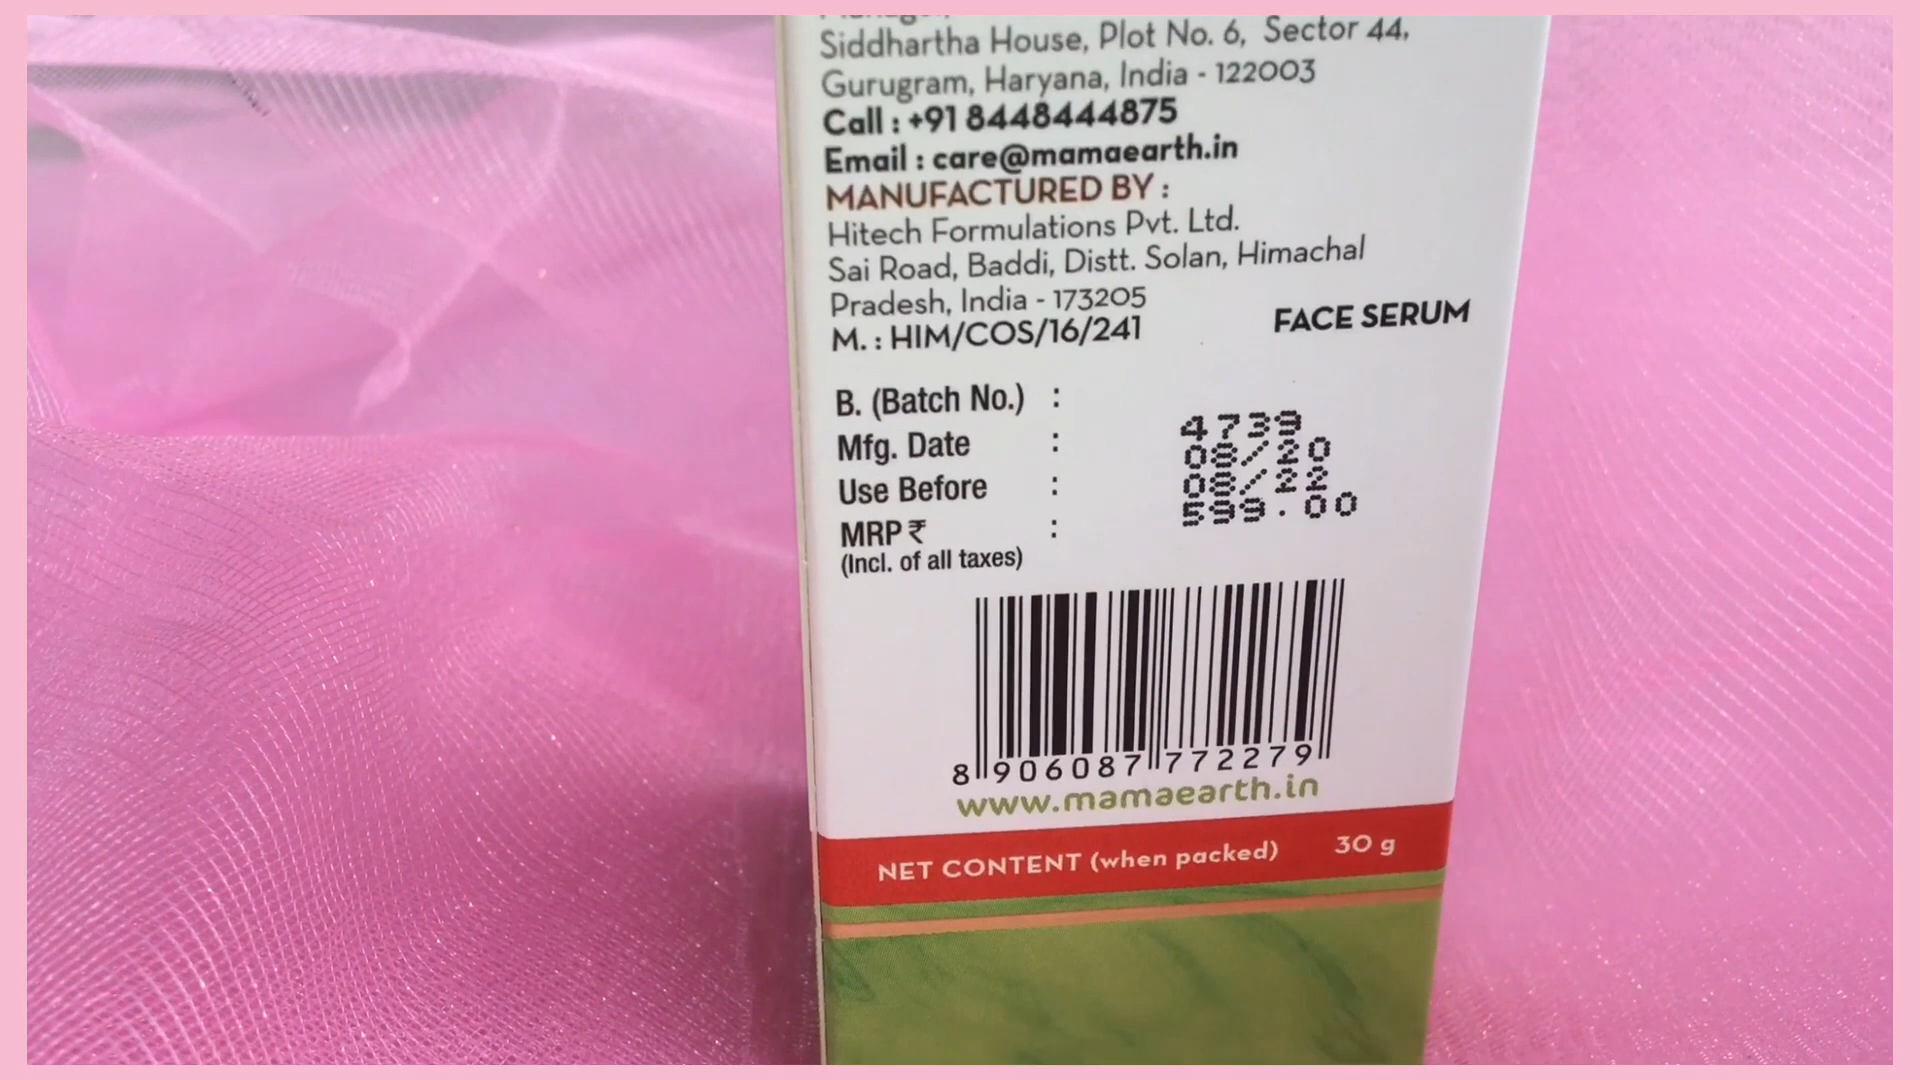 Siddhartha House, Plot No. 6, Sector 44,
Gurugram, Haryana, India - 122003
Call : +91 8448444875
Email : care@mamaearth.in
MANUFACTURED BY :
Hitech Formulations Pvt. Ltd.
Sai Road, Baddi, Distt. Solan, Himachal
Pradesh, India - 173205
M. : HIM/COS/16/241
FACE SERUM
B. (Batch No.) : 4739
Mfg. Date : 08/20
Use Before : 08/22
MRP ₹ : 599.00
(Incl. of all taxes)
8 906087 772279
www.mamaearth.in
NET CONTENT (when packed) 30 g